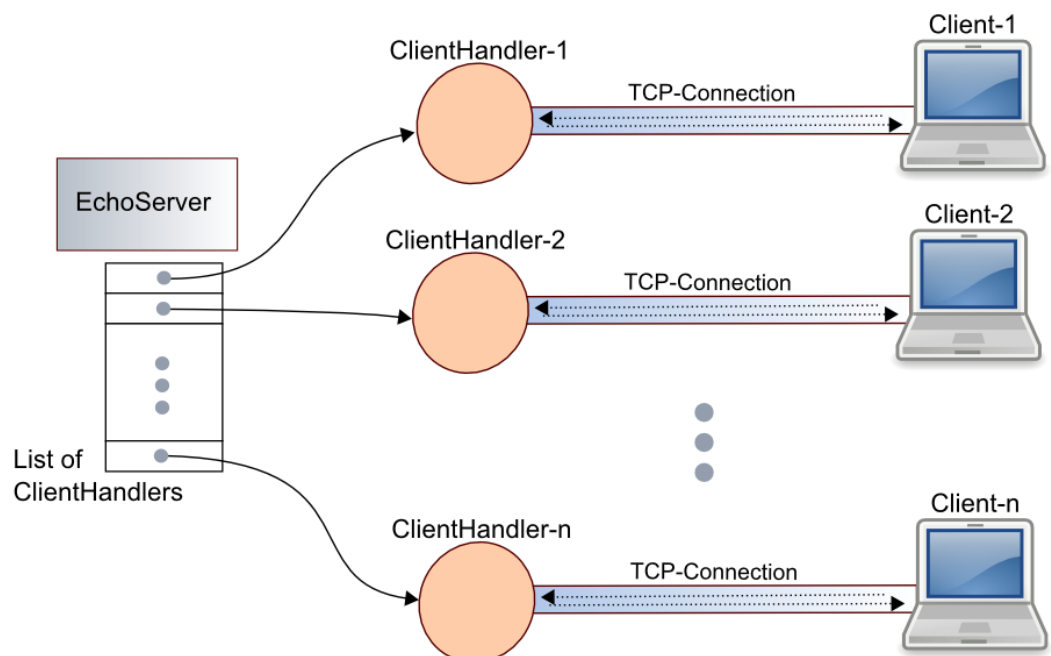 Client-1
ClientHandler-1
TCP-Connection
EchoServer
Client-2
ClientHandler-2
TCP-Connection
List of
ClientHandlers
Client-n
ClientHandler-n
TCP-Connection